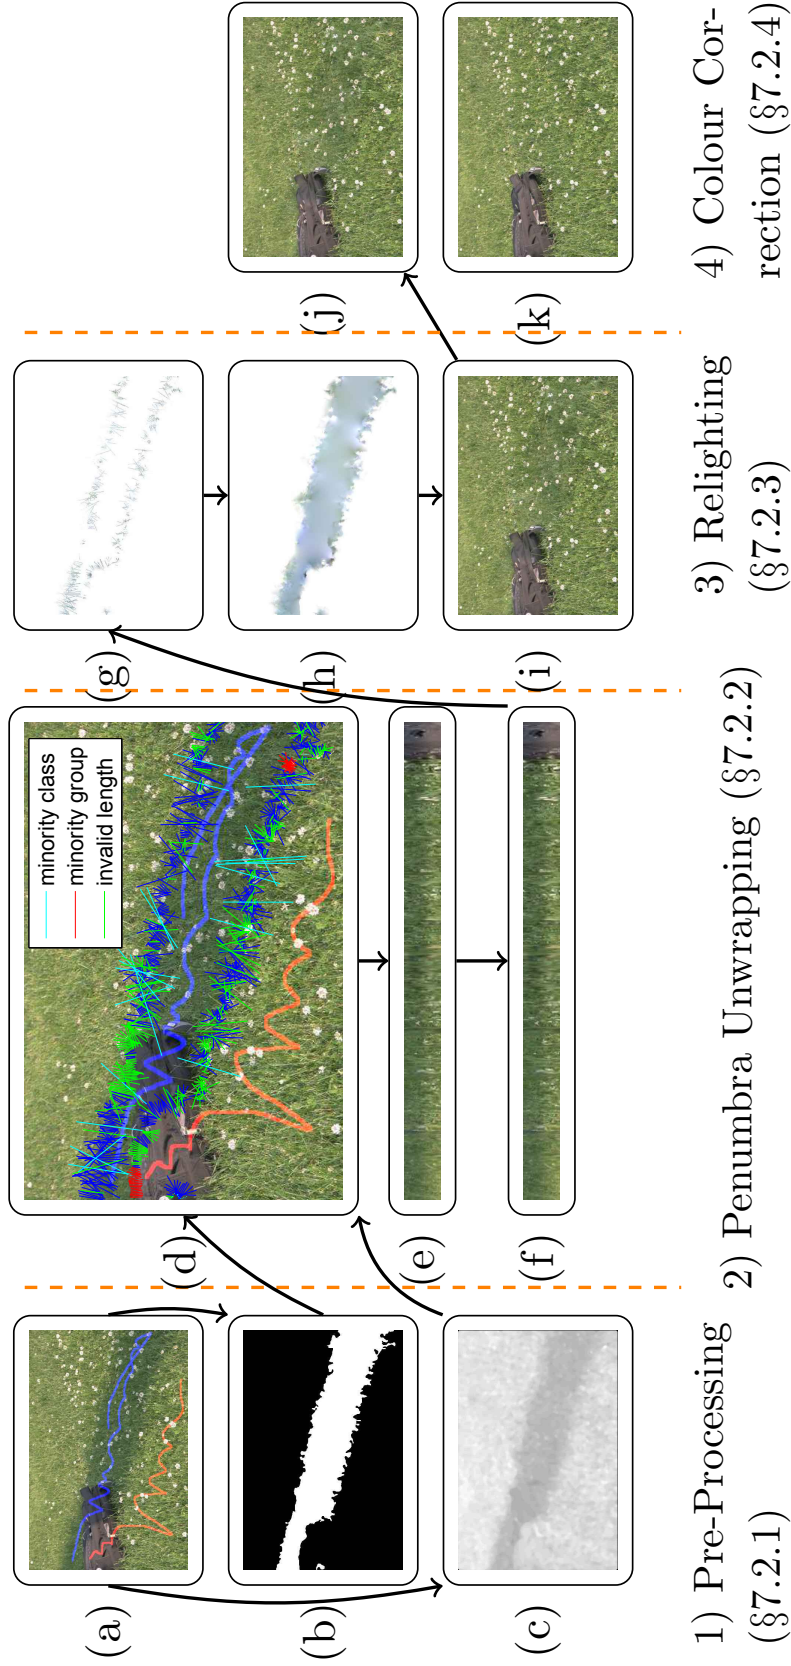 (a)
(b)
(c)
1) Pre-Processing
(§7.2.1)
(d)
minority class
minority group
invalid length
(e)
(f)
2) Penumbra Unwrapping (§7.2.2)
(g)
(h)
(i)
3) Relighting
(§7.2.3)
(j)
(k)
4) Colour Cor-
rection (§7.2.4)